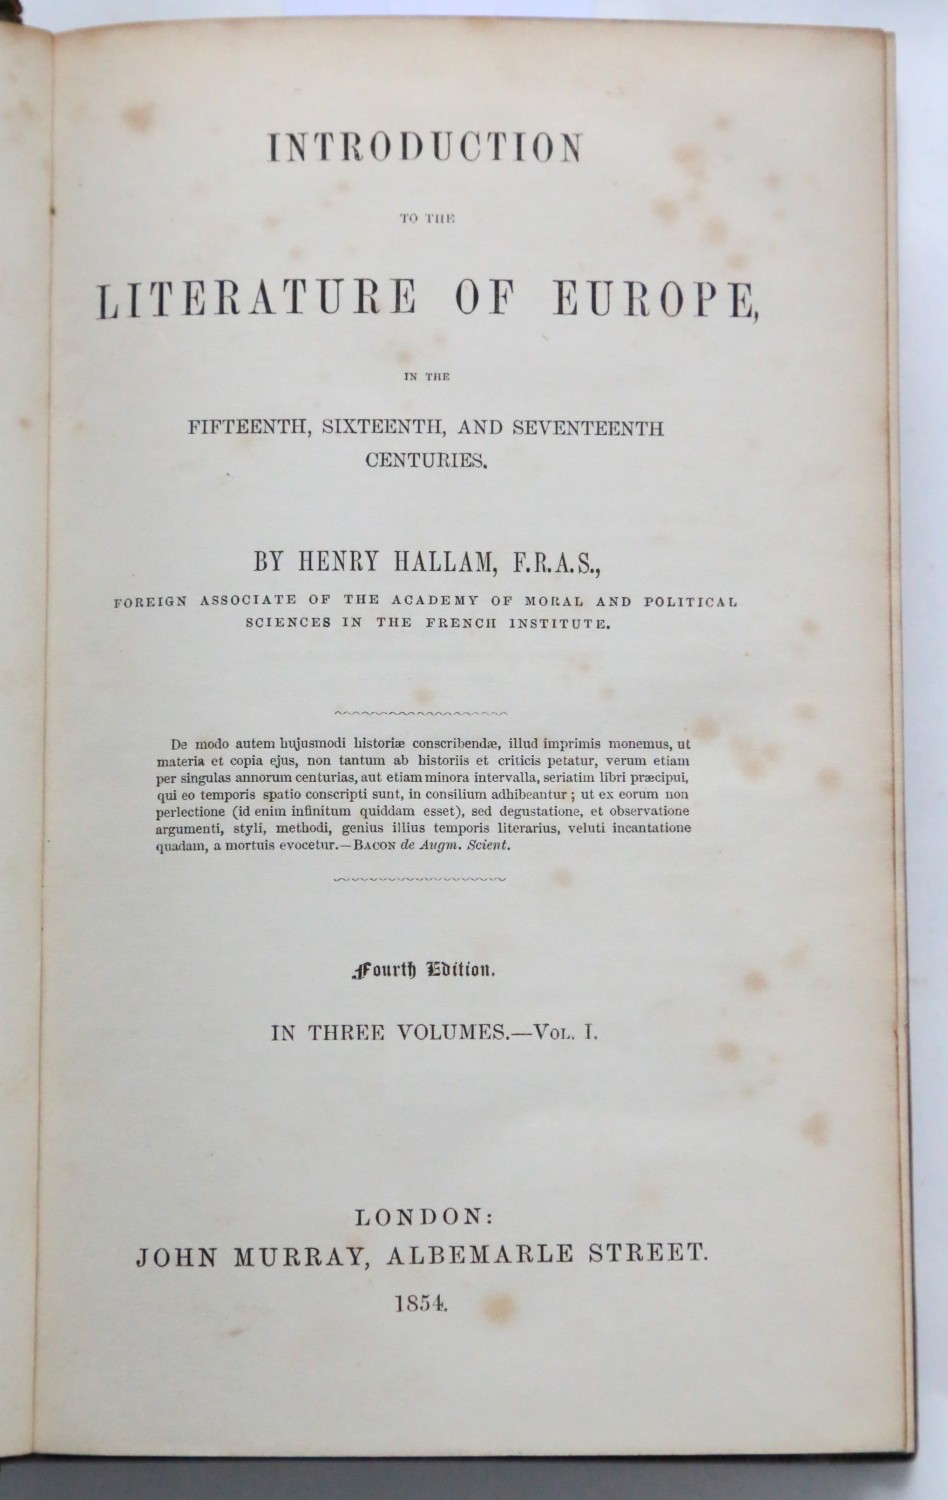 INTRODUCTION
TO THE
LITERATURE OF EUROPE,
IN THE
FIFTEENTH, SIXTEENTH, AND SEVENTEENTH
CENTURIES.
BY HENRY HALLAM, F.R.A.S.,
FOREIGN ASSOCIATE OF THE ACADEMY OF MORAL AND POLITICAL
SCIENCES IN THE FRENCH INSTITUTE.
De modo autem hujusmodi historiæ conscribendæ, illud imprimis monemus, ut
materia et copia ejus, non tantum ab historiis et criticis petatur, verum etiam
per singulas annorum centurias, aut etiam minora intervalla, seriatim libri præcipui,
qui eo temporis spatio conscripti sunt, in consilium adhibeantur; ut ex eorum non
perlectione (id enim infinitum quiddam esset), sed degustatione, et observatione
argumenti, styli, methodi, genius illius temporis literarius, veluti incantatione
quadam, a mortuis evocetur.—BACON de Augm. Scient.
Fourth Edition.
IN THREE VOLUMES.—VOL. I.
LONDON:
JOHN MURRAY, ALBEMARLE STREET.
1854.